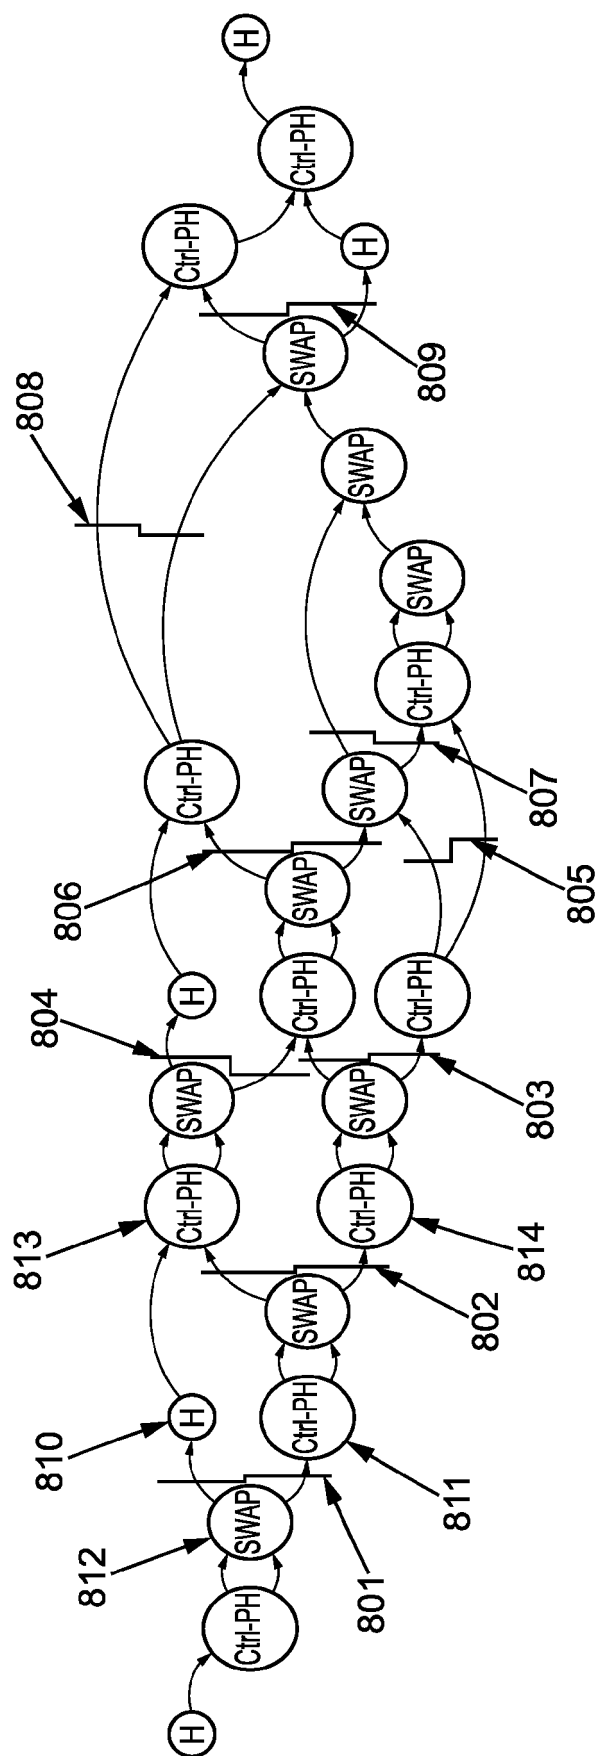 812
810
813
804
806
808
H
H
Ctrl-PH
SWAP
H
Ctrl-PH
Ctrl-PH
Ctrl-PH
SWAP
H
Ctrl-PH
SWAP
Ctrl-PH
SWAP
SWAP
Ctrl-PH
Ctrl-PH
SWAP
SWAP
SWAP
H
Ctrl-PH
Ctrl-PH
SWAP
801
811
802
814
803
805
807
809